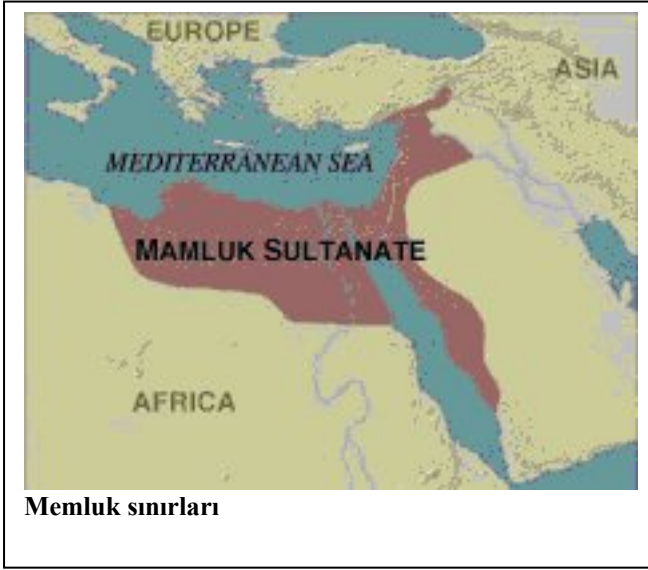 EUROPE
ASIA
MEDITERRANEAN SEA
MAMLUK SULTANATE
AFRICA
Memluk sınırları